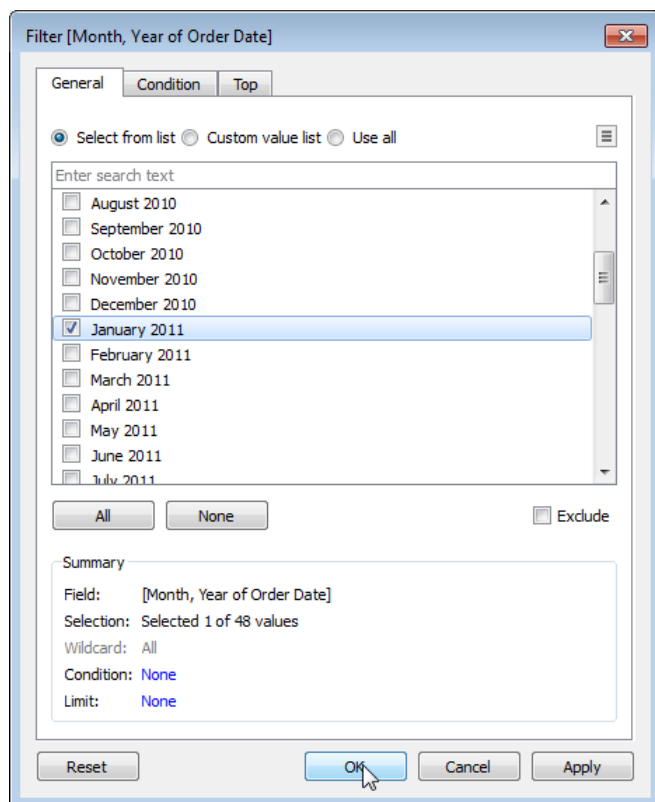 Filter [Month, Year of Order Date]
General Condition Top
Select from list Custom value list Use all
Enter search text
August 2010
September 2010
October 2010
November 2010
December 2010
January 2011
February 2011
March 2011
April 2011
May 2011
June 2011
July 2011
All None Exclude
Summary
Field: [Month, Year of Order Date]
Selection: Selected 1 of 48 values
Wildcard: All
Condition: None
Limit: None
Reset OK Cancel Apply